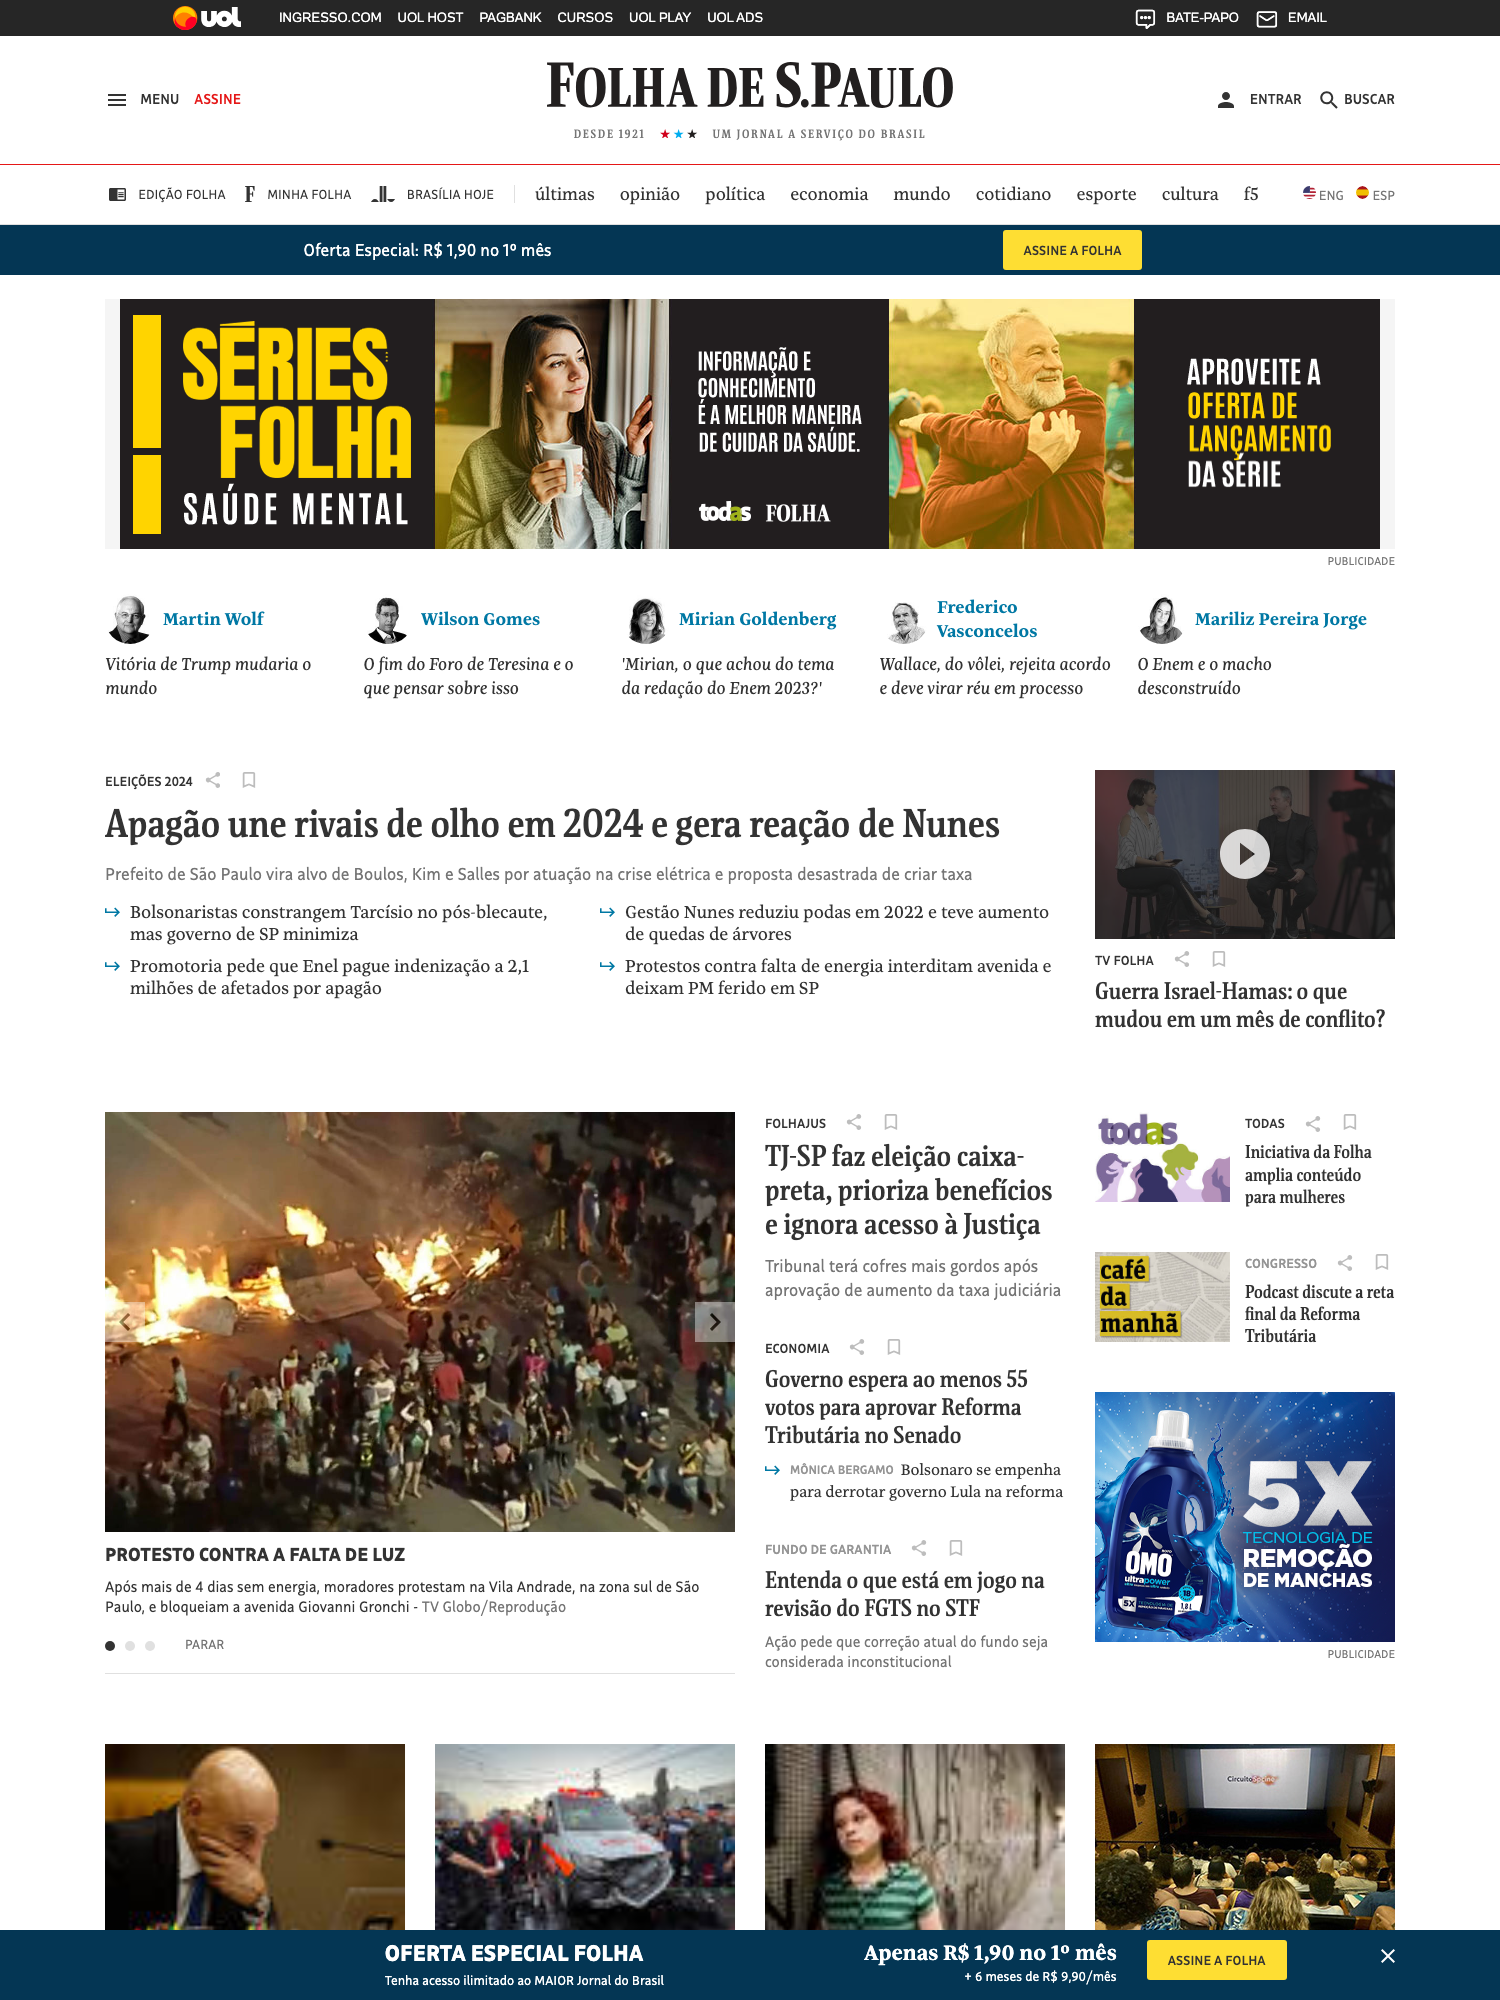 uol INGRESSO.COM UOL HOST PAGBANK CURSOS UOL PLAY UOL ADS BATE-PAPO EMAIL
MENU ASSINE FOLHA DE S.PAULO ENTRAR BUSCAR
DESDE 1921 ★★★ UM JORNAL A SERVIÇO DO BRASIL
EDIÇÃO FOLHA F MINHA FOLHA BRASÍLIA HOJE últimas opinião política economia mundo cotidiano esporte cultura f5 ENG ESP
Oferta Especial: R$ 1,90 no 1º mês ASSINE A FOLHA
SÉRIES
FOLHA
SAÚDE MENTAL
INFORMAÇÃO E
CONHECIMENTO
É A MELHOR MANEIRA
DE CUIDAR DA SAÚDE.
todas FOLHA
APROVEITE A
OFERTA DE
LANÇAMENTO
DA SÉRIE
PUBLICIDADE
Martin Wolf
Vitória de Trump mudaria o
mundo
Wilson Gomes
O fim do Foro de Teresina e o
que pensar sobre isso
Mirian Goldenberg
'Mirian, o que achou do tema
da redação do Enem 2023?'
Frederico
Vasconcelos
Wallace, do vôlei, rejeita acordo
e deve virar réu em processo
Mariliz Pereira Jorge
O Enem e o macho
desconstruído
ELEIÇÕES 2024
Apagão une rivais de olho em 2024 e gera reação de Nunes
Prefeito de São Paulo vira alvo de Boulos, Kim e Salles por atuação na crise elétrica e proposta desastrada de criar taxa
Bolsonaristas constrangem Tarcísio no pós-blecaute,
mas governo de SP minimiza
Promotoria pede que Enel pague indenização a 2,1
milhões de afetados por apagão
Gestão Nunes reduziu podas em 2022 e teve aumento
de quedas de árvores
Protestos contra falta de energia interditam avenida e
deixam PM ferido em SP
TV FOLHA
Guerra Israel-Hamas: o que
mudou em um mês de conflito?
PROTESTO CONTRA A FALTA DE LUZ
Após mais de 4 dias sem energia, moradores protestam na Vila Andrade, na zona sul de São
Paulo, e bloqueiam a avenida Giovanni Gronchi - TV Globo/Reprodução
PARAR
FOLHAJUS
TJ-SP faz eleição caixa-
preta, prioriza benefícios
e ignora acesso à Justiça
Tribunal terá cofres mais gordos após
aprovação de aumento da taxa judiciária
ECONOMIA
Governo espera ao menos 55
votos para aprovar Reforma
Tributária no Senado
MÔNICA BERGAMO Bolsonaro se empenha
para derrotar governo Lula na reforma
FUNDO DE GARANTIA
Entenda o que está em jogo na
revisão do FGTS no STF
Ação pede que correção atual do fundo seja
considerada inconstitucional
todas
TODAS
Iniciativa da Folha
amplia conteúdo
para mulheres
café
da
manhã
CONGRESSO
Podcast discute a reta
final da Reforma
Tributária
5X
TECNOLOGIA DE
REMOÇÃO
DE MANCHAS
OMO
ultrapower
5X
1,8 L
PUBLICIDADE
OFERTA ESPECIAL FOLHA
Tenha acesso ilimitado ao MAIOR Jornal do Brasil
Apenas R$ 1,90 no 1º mês
+ 6 meses de R$ 9,90/mês
ASSINE A FOLHA